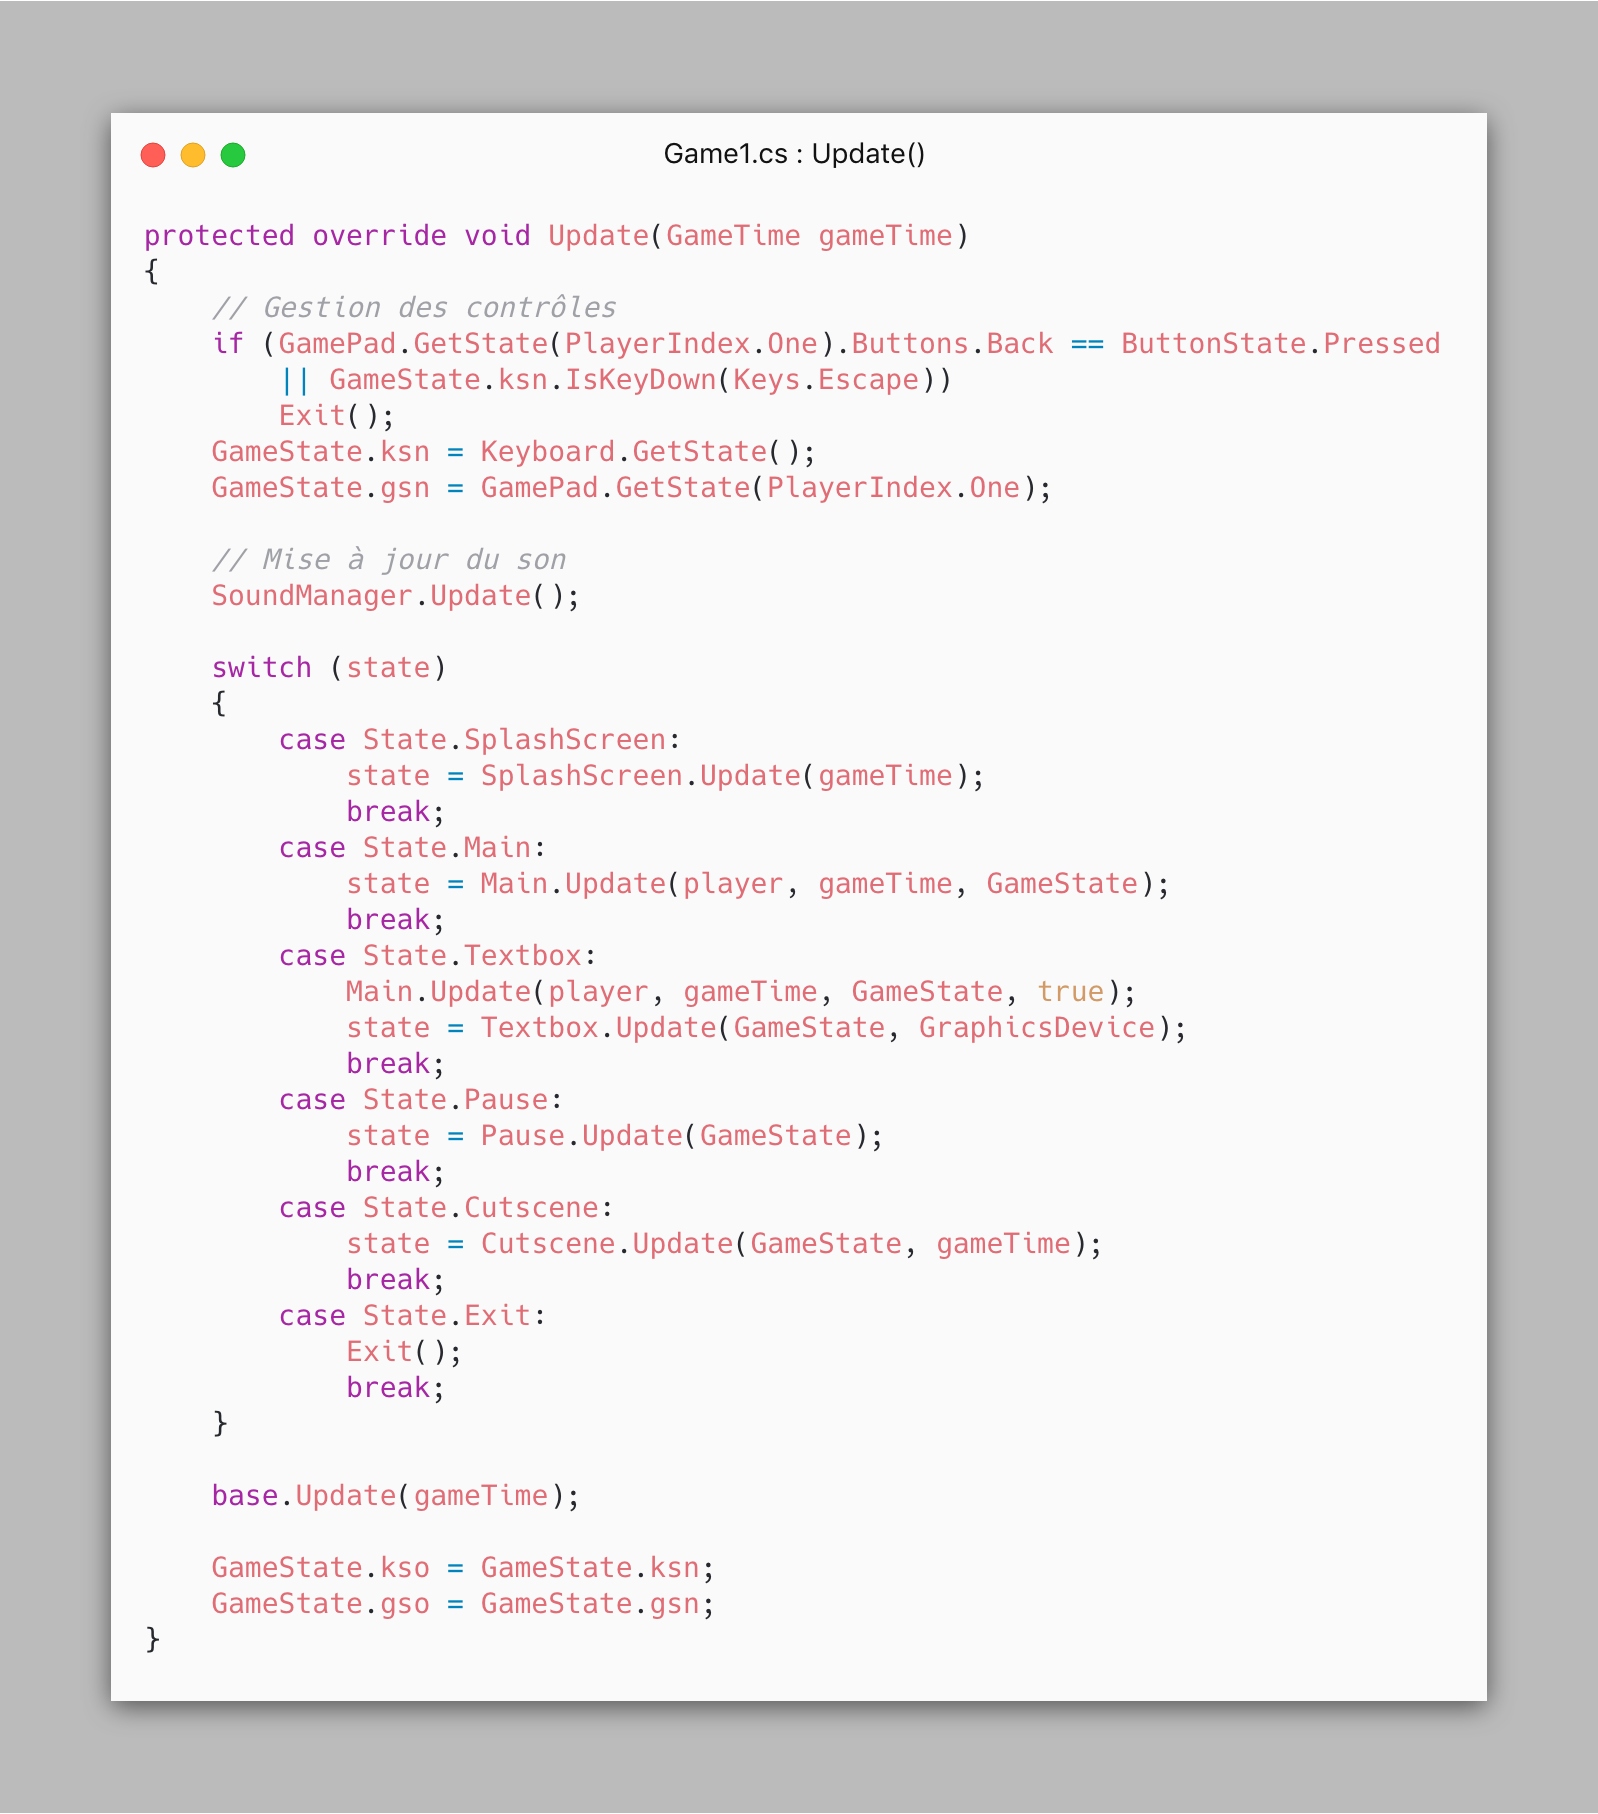 Game1.cs : Update()
protected override void Update(GameTime gameTime)
{
    // Gestion des contrôles
    if (GamePad.GetState(PlayerIndex.One).Buttons.Back == ButtonState.Pressed
        || GameState.ksn.IsKeyDown(Keys.Escape))
        Exit();
    GameState.ksn = Keyboard.GetState();
    GameState.gsn = GamePad.GetState(PlayerIndex.One);

    // Mise à jour du son
    SoundManager.Update();

    switch (state)
    {
        case State.SplashScreen:
            state = SplashScreen.Update(gameTime);
            break;
        case State.Main:
            state = Main.Update(player, gameTime, GameState);
            break;
        case State.Textbox:
            Main.Update(player, gameTime, GameState, true);
            state = Textbox.Update(GameState, GraphicsDevice);
            break;
        case State.Pause:
            state = Pause.Update(GameState);
            break;
        case State.Cutscene:
            state = Cutscene.Update(GameState, gameTime);
            break;
        case State.Exit:
            Exit();
            break;
    }

    base.Update(gameTime);

    GameState.kso = GameState.ksn;
    GameState.gso = GameState.gsn;
}